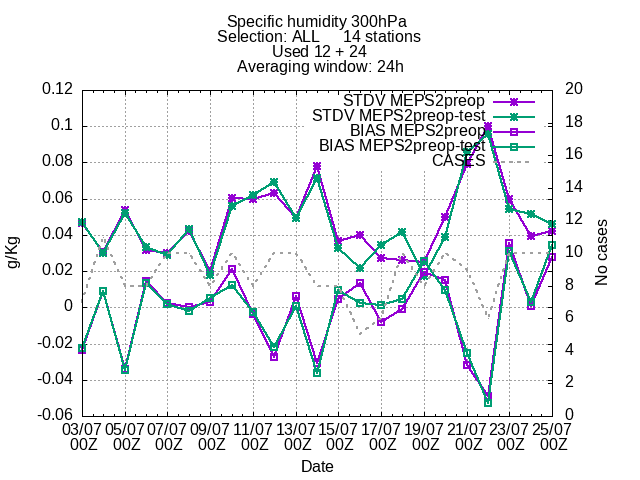 Specific humidity 300hPa
Selection: ALL 14 stations
Used 12 + 24
Averaging window: 24h
0.12 20
0.1 18
0.08 16
0.06 14
0.04 12
0.02 10
0 8
-0.02 6
-0.04 4
-0.06 2
0
STDV MEPS2preop
STDV MEPS2preop-test
BIAS MEPS2preop
BIAS MEPS2preop-test
CASES
g/Kg
No cases
03/07 05/07 07/07 09/07 11/07 13/07 15/07 17/07 19/07 21/07 23/07 25/07
00Z 00Z 00Z 00Z 00Z 00Z 00Z 00Z 00Z 00Z 00Z 00Z
Date